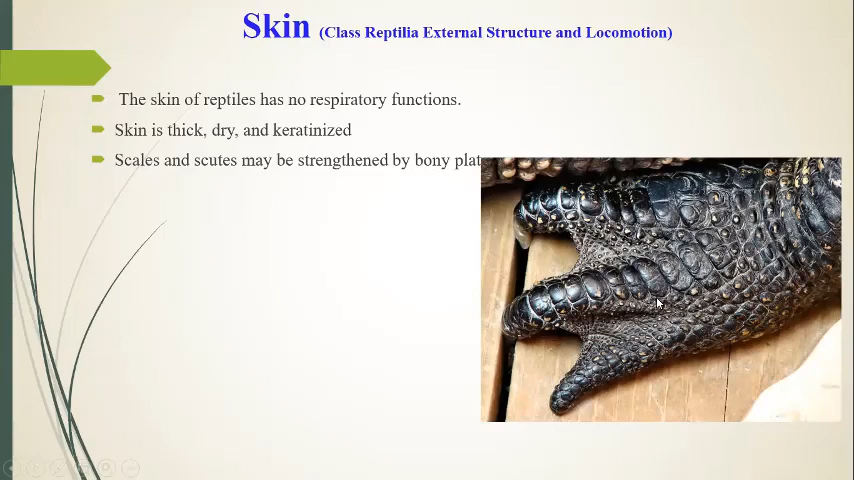 Skin (Class Reptilia External Structure and Locomotion)
The skin of reptiles has no respiratory functions.
Skin is thick, dry, and keratinized
Scales and scutes may be strengthened by bony plat